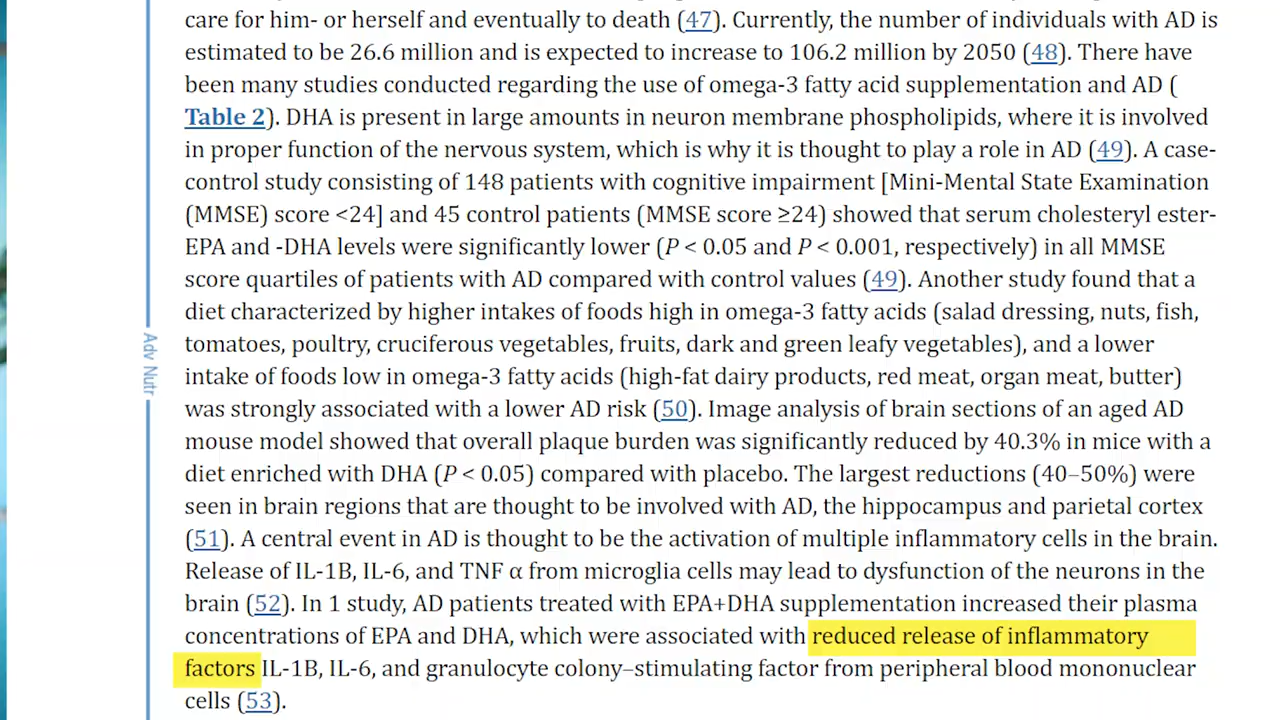 care for him- or herself and eventually to death (47). Currently, the number of individuals with AD is
estimated to be 26.6 million and is expected to increase to 106.2 million by 2050 (48). There have
been many studies conducted regarding the use of omega-3 fatty acid supplementation and AD (
Table 2). DHA is present in large amounts in neuron membrane phospholipids, where it is involved
in proper function of the nervous system, which is why it is thought to play a role in AD (49). A case-
control study consisting of 148 patients with cognitive impairment [Mini-Mental State Examination
(MMSE) score <24] and 45 control patients (MMSE score ≥24) showed that serum cholesteryl ester-
EPA and -DHA levels were significantly lower (P < 0.05 and P < 0.001, respectively) in all MMSE
score quartiles of patients with AD compared with control values (49). Another study found that a
diet characterized by higher intakes of foods high in omega-3 fatty acids (salad dressing, nuts, fish,
tomatoes, poultry, cruciferous vegetables, fruits, dark and green leafy vegetables), and a lower
intake of foods low in omega-3 fatty acids (high-fat dairy products, red meat, organ meat, butter)
was strongly associated with a lower AD risk (50). Image analysis of brain sections of an aged AD
mouse model showed that overall plaque burden was significantly reduced by 40.3% in mice with a
diet enriched with DHA (P < 0.05) compared with placebo. The largest reductions (40–50%) were
seen in brain regions that are thought to be involved with AD, the hippocampus and parietal cortex
(51). A central event in AD is thought to be the activation of multiple inflammatory cells in the brain.
Release of IL-1B, IL-6, and TNF α from microglia cells may lead to dysfunction of the neurons in the
brain (52). In 1 study, AD patients treated with EPA+DHA supplementation increased their plasma
concentrations of EPA and DHA, which were associated with reduced release of inflammatory
factors IL-1B, IL-6, and granulocyte colony–stimulating factor from peripheral blood mononuclear
cells (53).
Adv Nutr